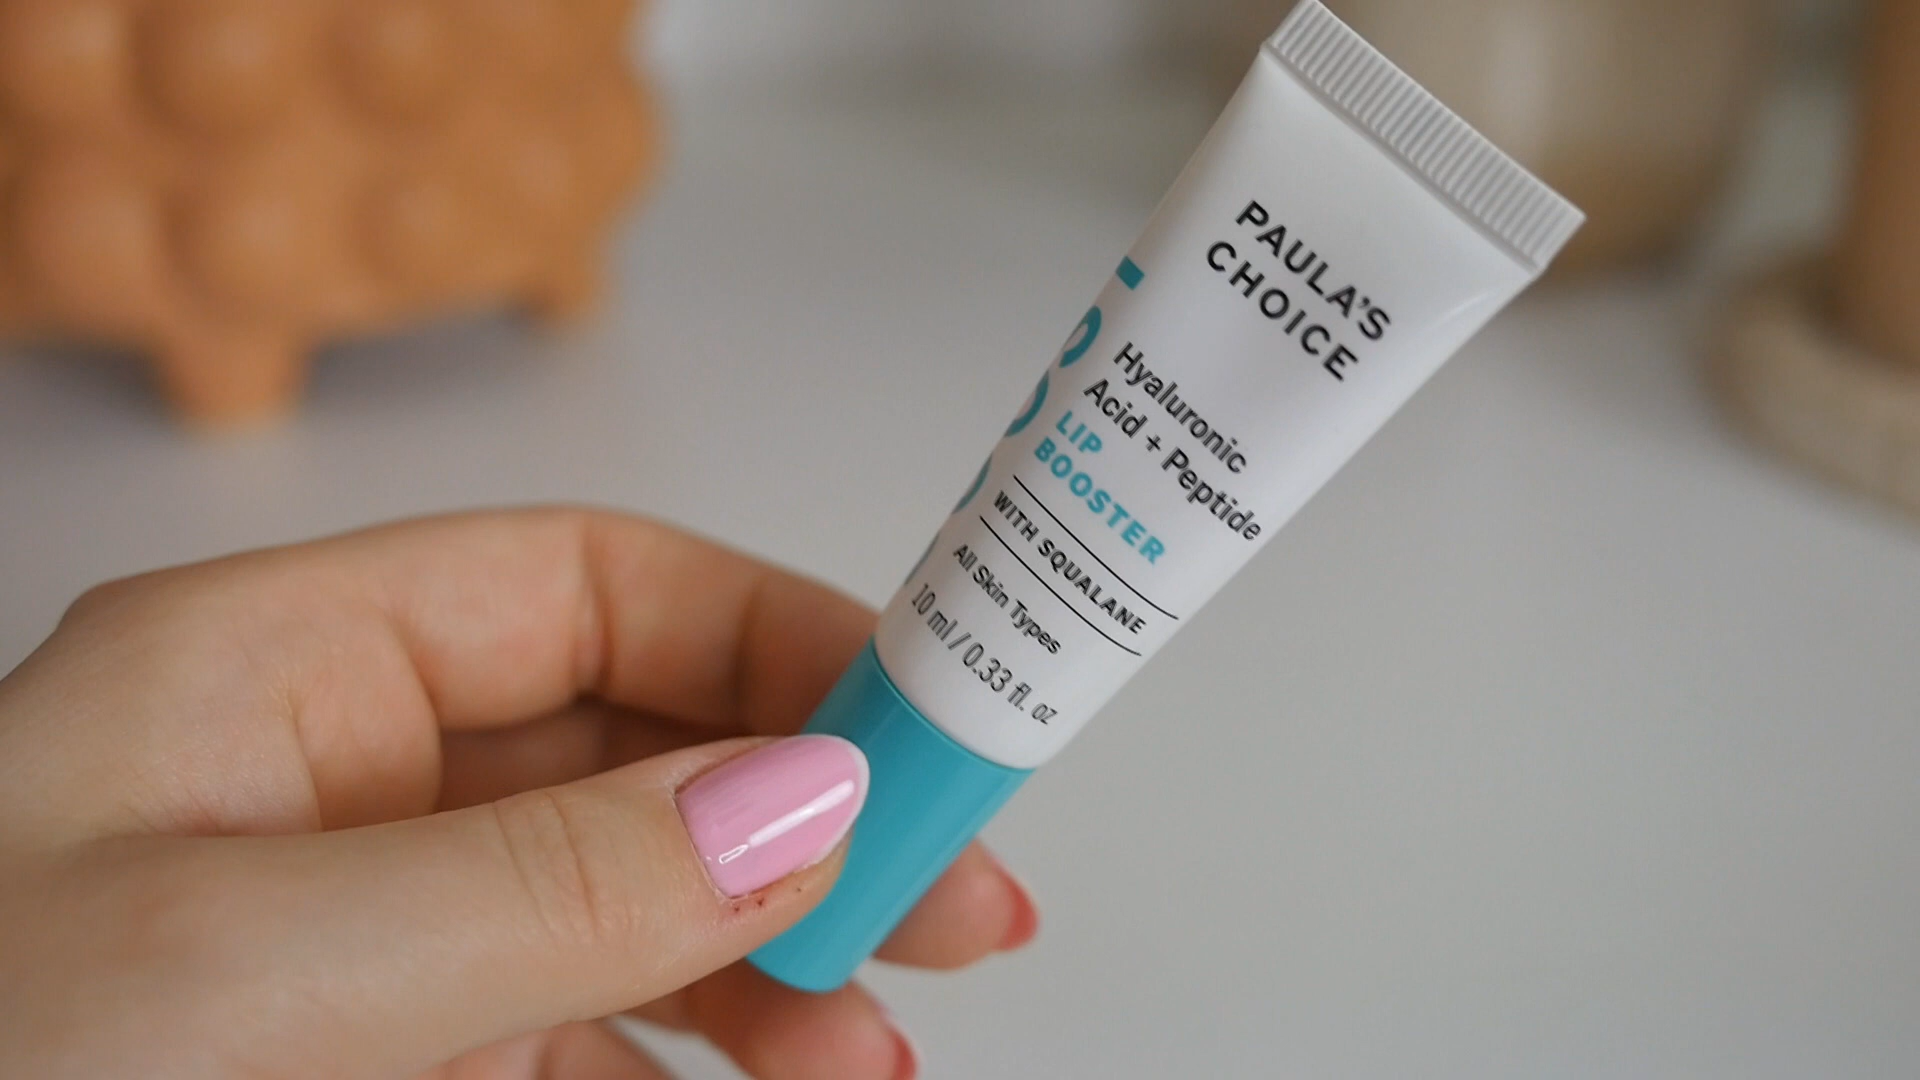 PAULA'S
CHOICE
Hyaluronic
Acid + Peptide
LIP
BOOSTER
WITH SQUALANE
All Skin Types
10 ml / 0.33 fl. oz